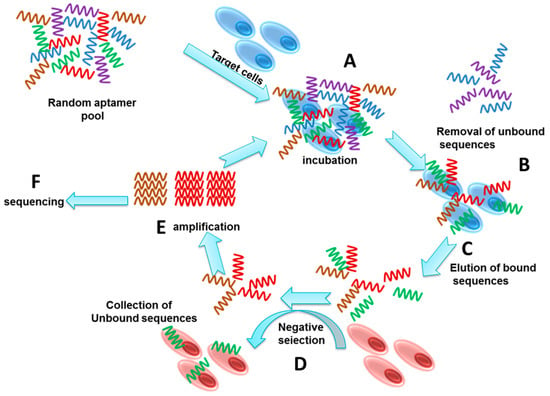 Random aptamer
pool
Target cells
A
incubation
Removal of unbound
sequences
B
C
Elution of bound
sequences
Negative
seiection
D
Collection of
Unbound sequences
E
amplification
F
sequencing